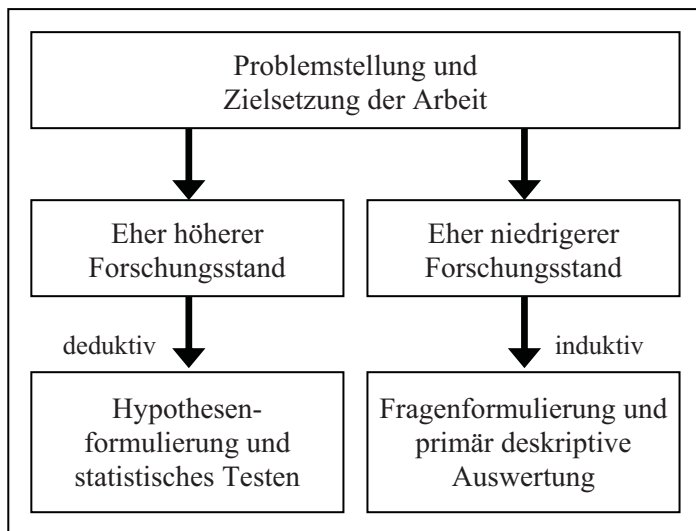 Problemstellung und
Zielsetzung der Arbeit
Eher höherer
Forschungsstand
Eher niedrigerer
Forschungsstand
deduktiv
induktiv
Hypothesen-
formulierung und
statistisches Testen
Fragenformulierung und
primär deskriptive
Auswertung